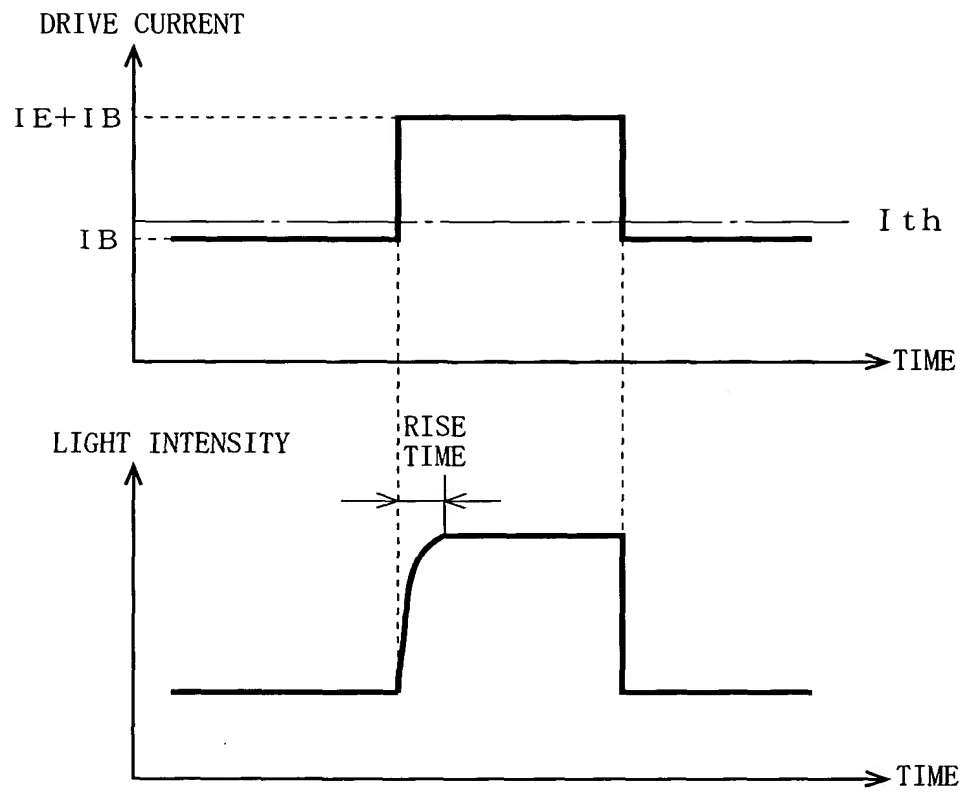 DRIVE CURRENT
IE+IB
Ith
IB
TIME
LIGHT INTENSITY
RISE
TIME
TIME